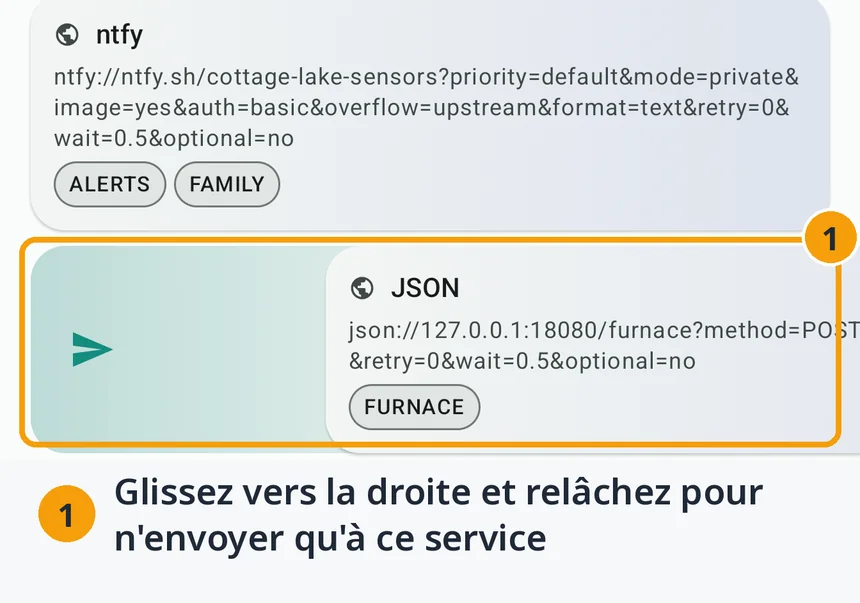 ntfy
ntfy://ntfy.sh/cottage-lake-sensors?priority=default&mode=private&
image=yes&auth=basic&overflow=upstream&format=text&retry=0&
wait=0.5&optional=no
ALERTS FAMILY
1
JSON
json://127.0.0.1:18080/furnace?method=POST
&retry=0&wait=0.5&optional=no
FURNACE
1 Glissez vers la droite et relâchez pour
n'envoyer qu'à ce service